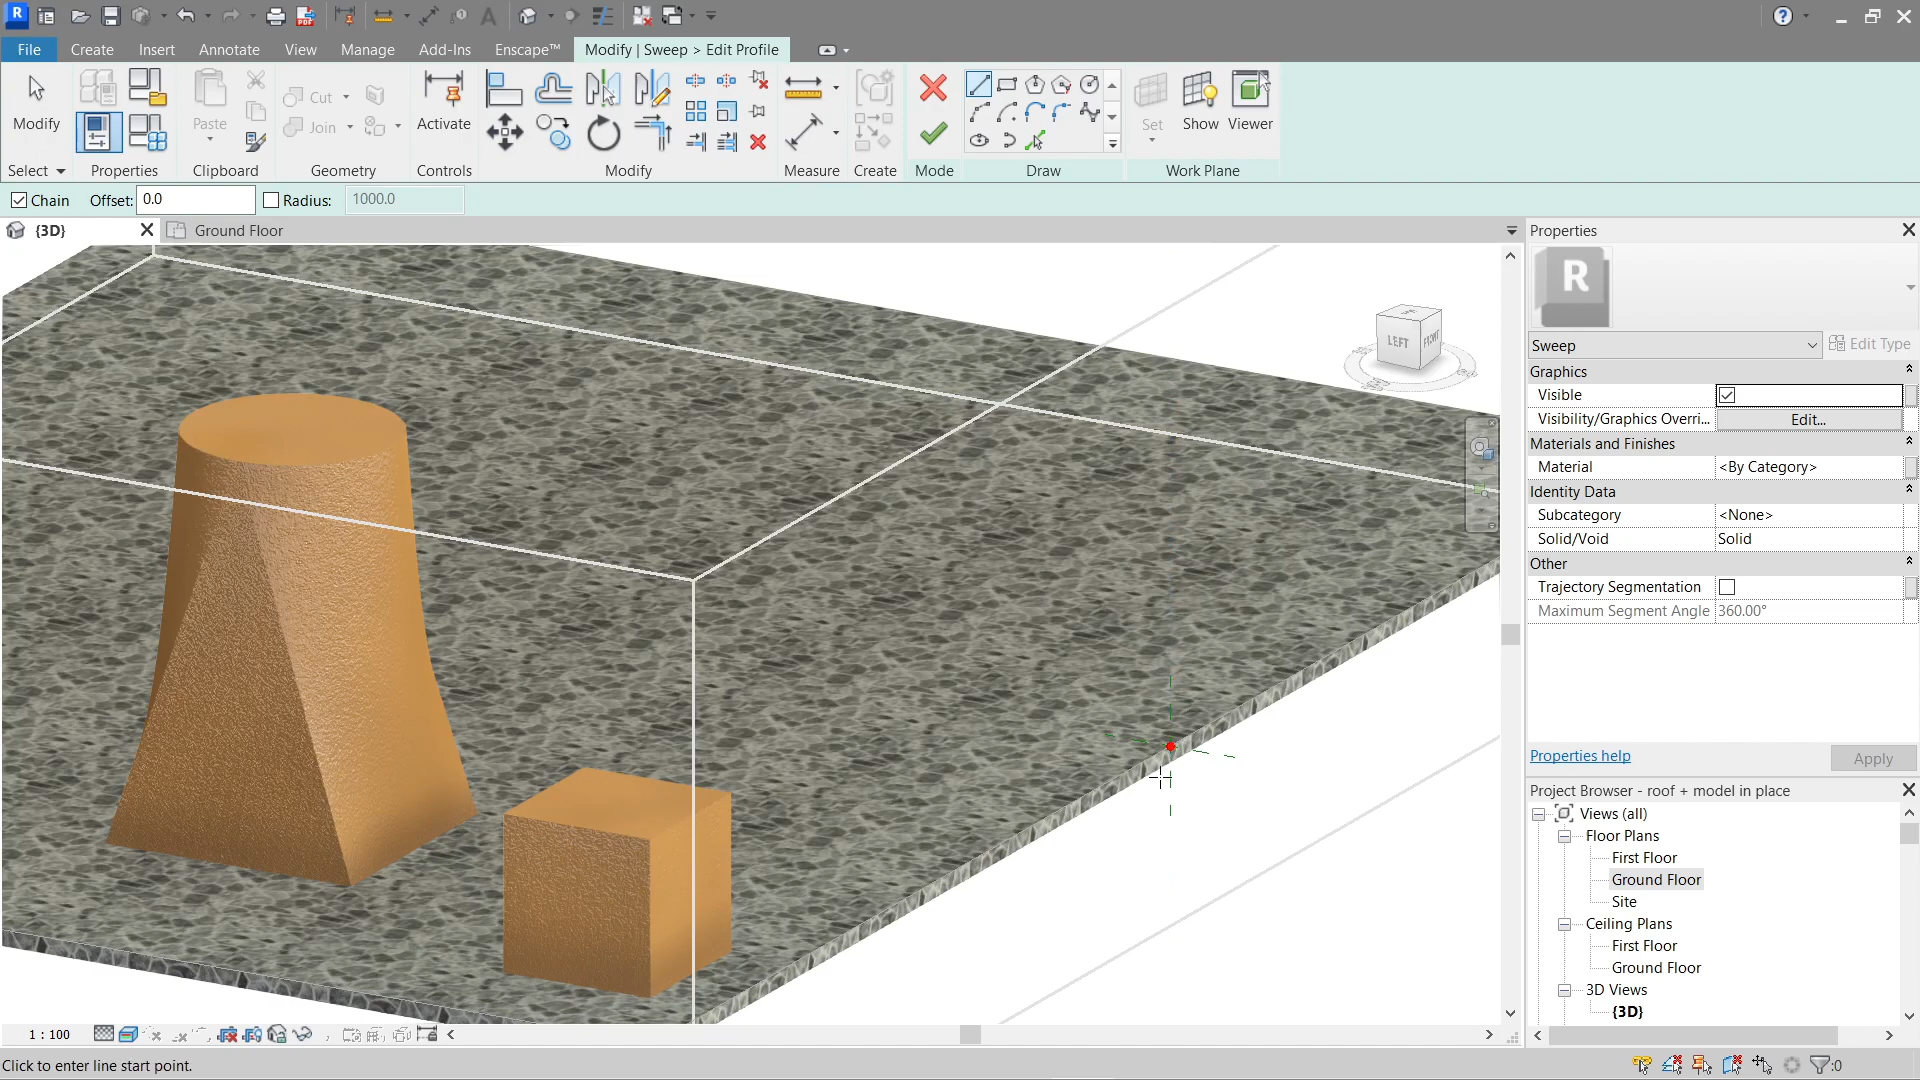 File Create Insert Annotate View Manage Add-Ins Enscape™ Modify | Sweep > Edit Profile
Modify
Paste
Cut
Join
Activate
Set
Show
Viewer
Select Properties Clipboard Geometry Controls Modify Measure Create Mode Draw Work Plane
Chain Offset: 0.0 Radius: 1000.0
{3D} Ground Floor
LEFT FRONT
Properties
R
Sweep Edit Type
Graphics
Visible
Visibility/Graphics Overri... Edit...
Materials and Finishes
Material <By Category>
Identity Data
Subcategory <None>
Solid/Void Solid
Other
Trajectory Segmentation
Maximum Segment Angle 360.00°
Properties help Apply
Project Browser - roof + model in place
Views (all)
Floor Plans
First Floor
Ground Floor
Site
Ceiling Plans
First Floor
Ground Floor
3D Views
{3D}
1 : 100
Click to enter line start point.
:0